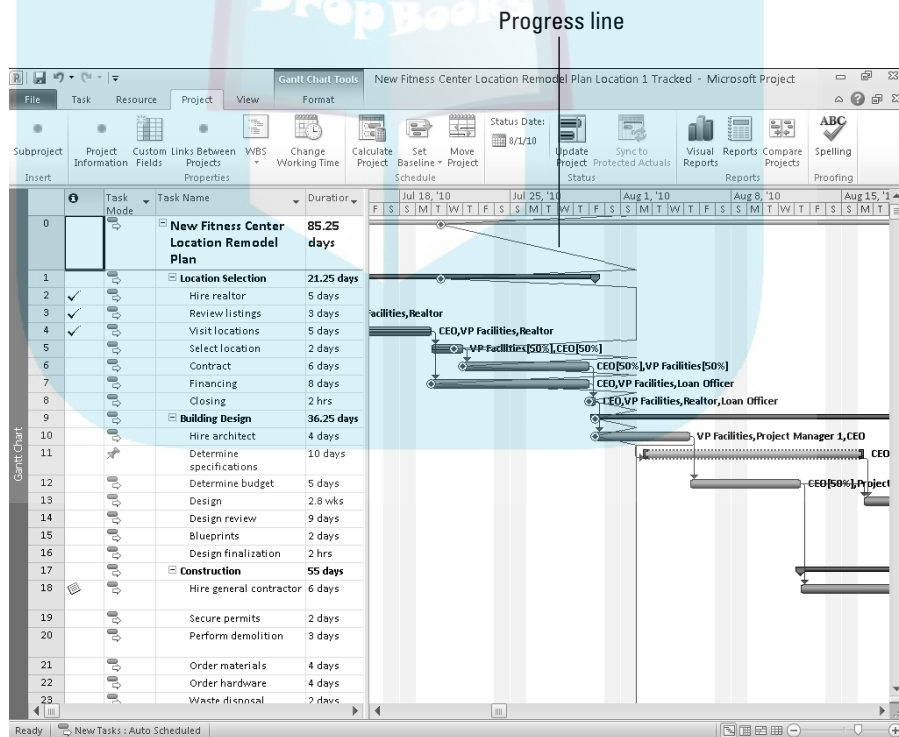 Drop Books
Progress line
Gantt Chart Tools New Fitness Center Location Remodel Plan Location 1 Tracked - Microsoft Project
File Task Resource Project View Format
Subproject Project Information Custom Fields Links Between Projects WBS Change Working Time Calculate Project Set Baseline Move Project Status Date: 8/1/10 Update Project Sync to Protected Actuals Visual Reports Reports Compare Projects ABC Spelling
Insert Properties Schedule Status Reports Proofing
Task Mode Task Name Duration Jul 18, '10 Jul 25, '10 Aug 1, '10 Aug 8, '10 Aug 15, '1
F S S M T W T F S S M T W T F S S M T W T F S S M T W T F S S M T
0 New Fitness Center Location Remodel Plan 85.25 days
1 Location Selection 21.25 days
2 Hire realtor 5 days
3 Review listings 3 days Facilities,Realtor
4 Visit locations 5 days CEO,VP Facilities,Realtor
5 Select location 2 days VP Facilities[50%],CEO[50%]
6 Contract 6 days CEO[50%],VP Facilities[50%]
7 Financing 8 days CEO,VP Facilities,Loan Officer
8 Closing 2 hrs CEO,VP Facilities,Realtor,Loan Officer
9 Building Design 36.25 days
10 Hire architect 4 days VP Facilities,Project Manager 1,CEO
11 Determine specifications 10 days CEO
12 Determine budget 5 days CEO[50%],Project
13 Design 2.8 wks
14 Design review 9 days
15 Blueprints 2 days
16 Design finalization 2 hrs
17 Construction 55 days
18 Hire general contractor 6 days
19 Secure permits 2 days
20 Perform demolition 3 days
21 Order materials 4 days
22 Order hardware 4 days
23 Waste disposal 2 days
Gantt Chart
Ready New Tasks : Auto Scheduled